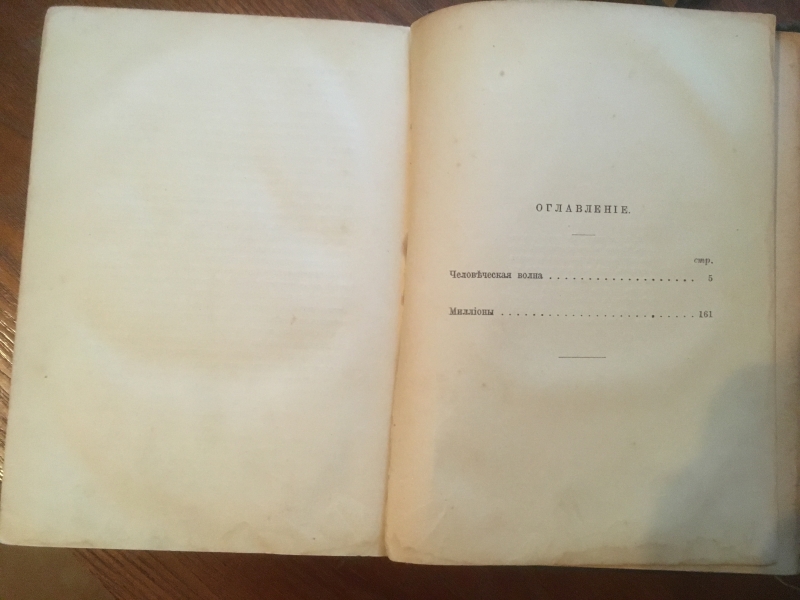 ОГЛАВЛЕНІЕ.
стр.
Человѣческая волна . . . . . . . . . . . . . . . . . . . 5
Милліоны . . . . . . . . . . . . . . . . . . . . . . . . 161